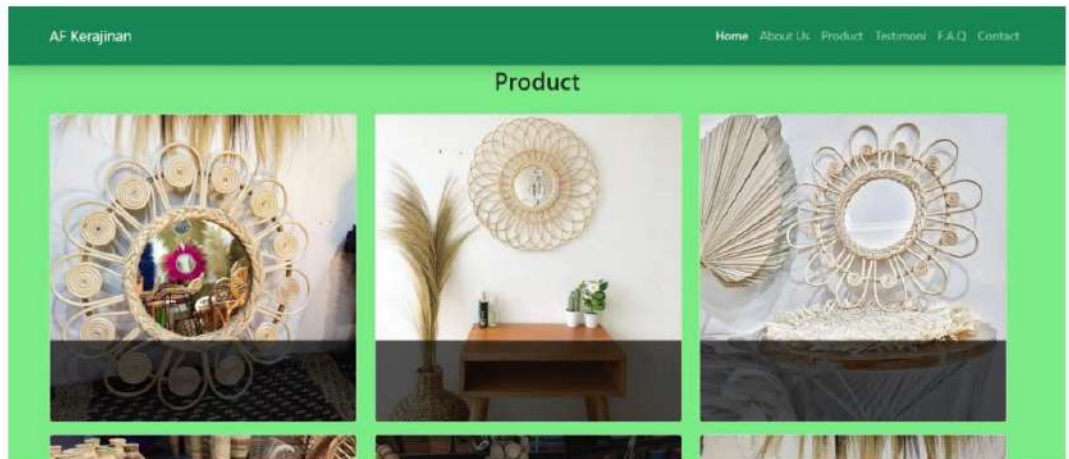 AF Kerajinan
Home About Us Product Testimoni F.A.Q Contact
Product